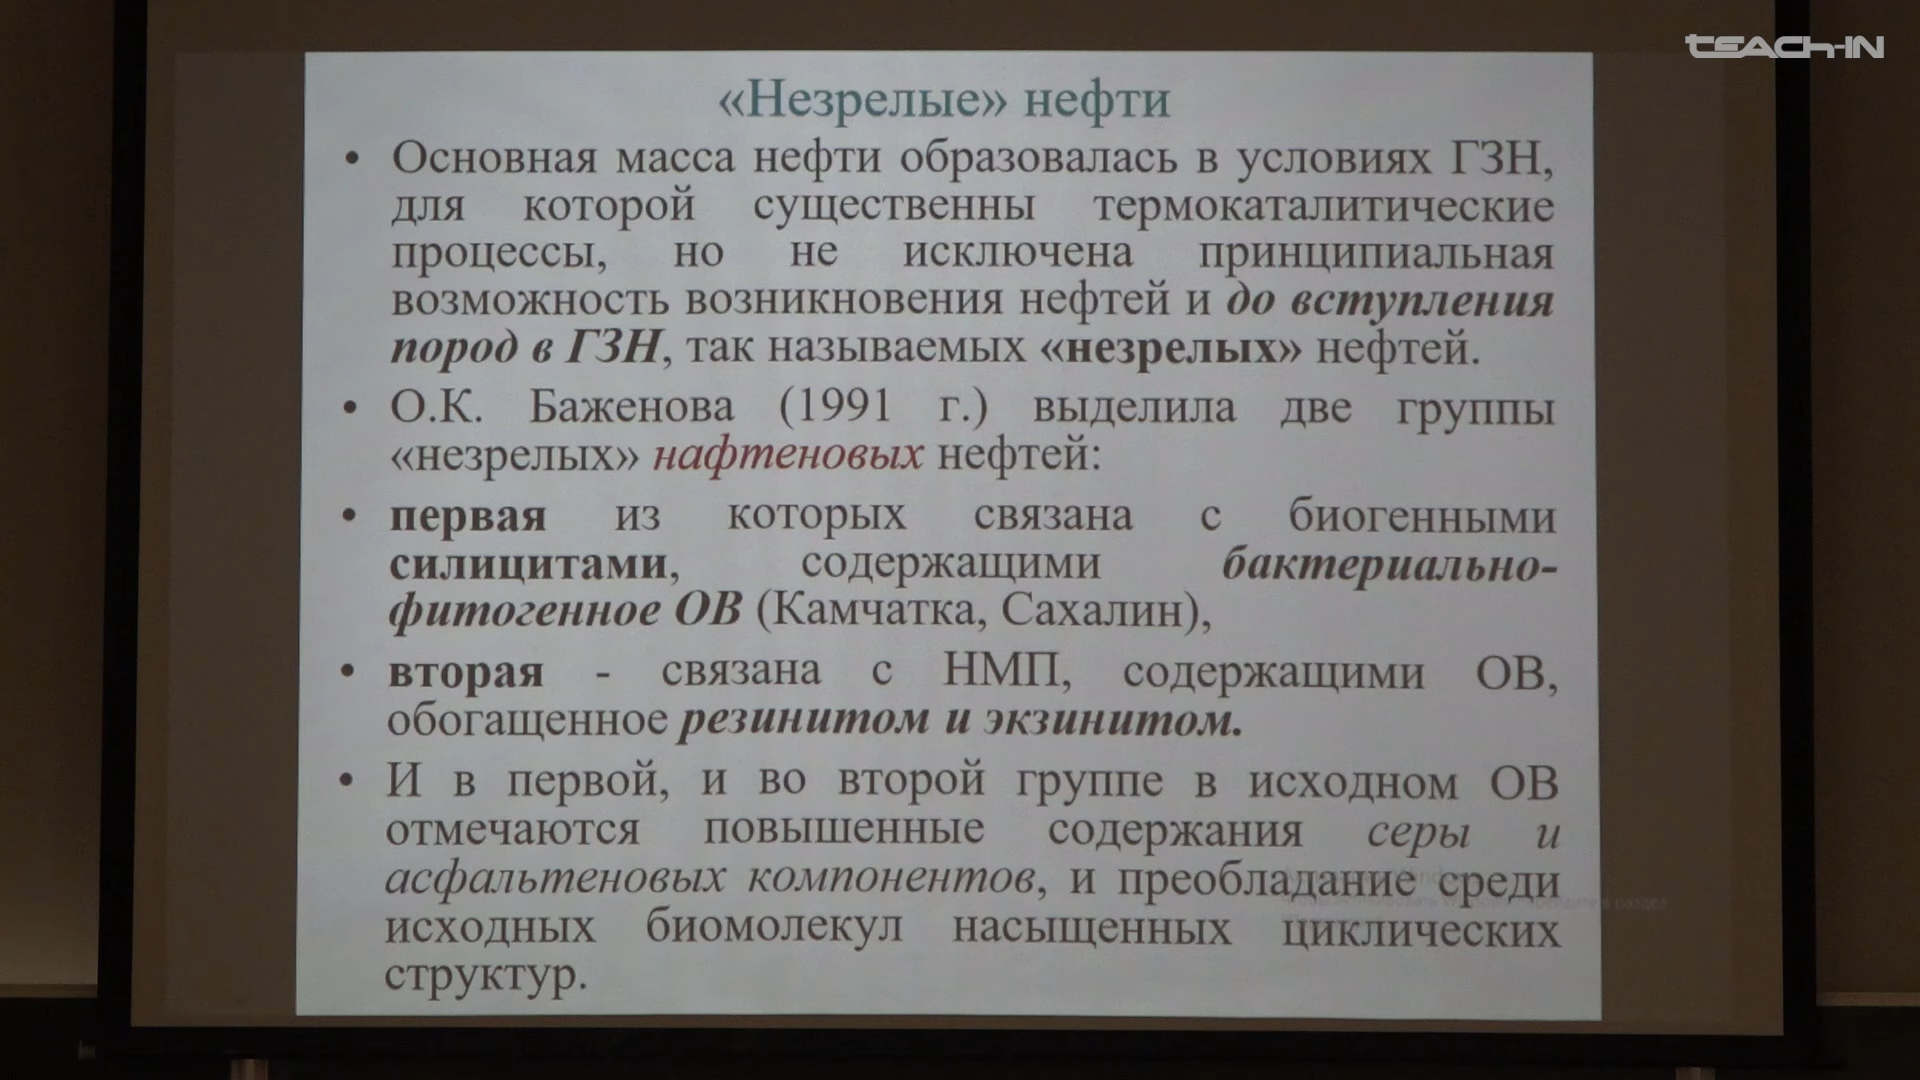 TEACH-IN
«Незрелые» нефти
• Основная масса нефти образовалась в условиях ГЗН,
для которой существенны термокаталитические
процессы, но не исключена принципиальная
возможность возникновения нефтей и до вступления
пород в ГЗН, так называемых «незрелых» нефтей.
• О.К. Баженова (1991 г.) выделила две группы
«незрелых» нафтеновых нефтей:
• первая из которых связана с биогенными
силицитами, содержащими бактериально-
фитогенное ОВ (Камчатка, Сахалин),
• вторая - связана с НМП, содержащими ОВ,
обогащенное резинитом и экзинитом.
• И в первой, и во второй группе в исходном ОВ
отмечаются повышенные содержания серы и
асфальтеновых компонентов, и преобладание среди
исходных биомолекул насыщенных циклических
структур.